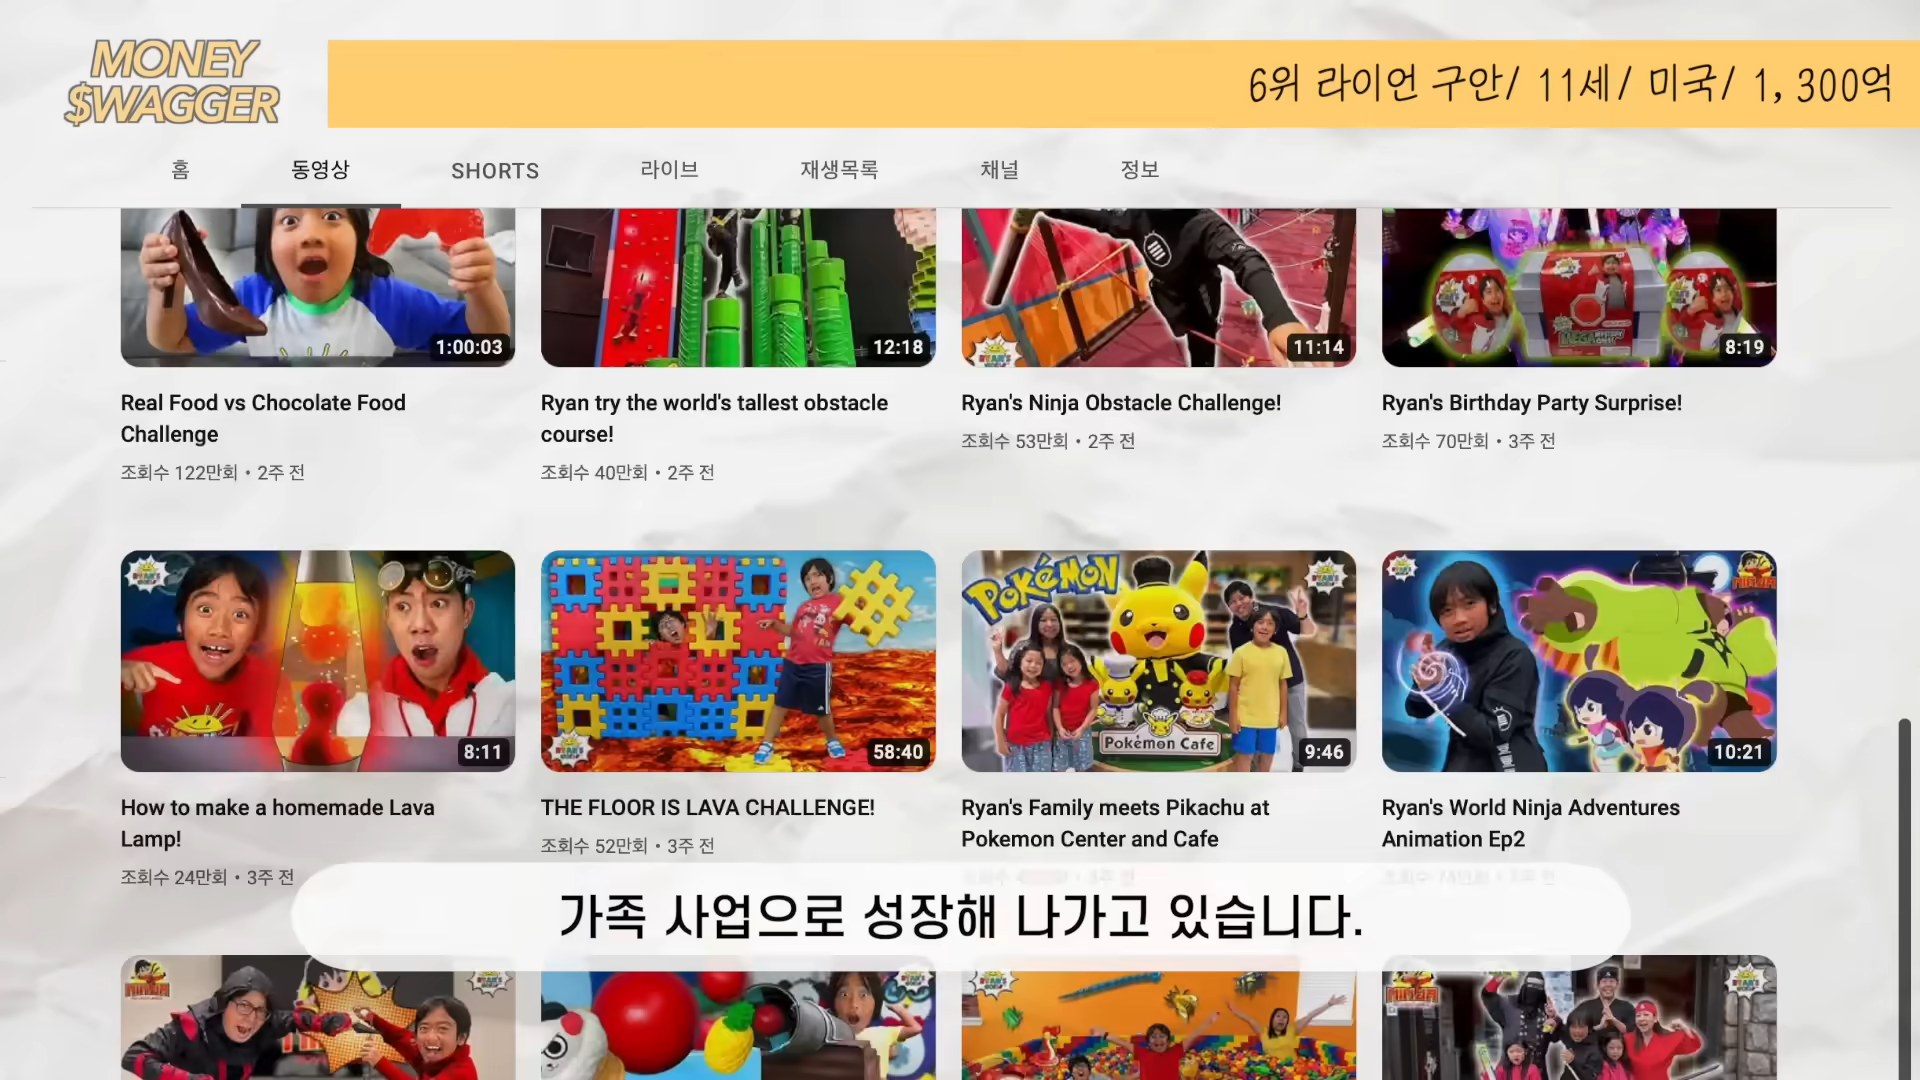 MONEY
$WAGGER
6위 라이언 구안/ 11세/ 미국/ 1, 300억
홈
동영상
SHORTS
라이브
재생목록
채널
정보
1:00:03
12:18
11:14
8:19
Real Food vs Chocolate Food
Challenge
조회수 122만회 • 2주 전
Ryan try the world's tallest obstacle
course!
조회수 40만회 • 2주 전
Ryan's Ninja Obstacle Challenge!
조회수 53만회 • 2주 전
Ryan's Birthday Party Surprise!
조회수 70만회 • 3주 전
POKéMON
Pokémon Cafe
8:11
58:40
9:46
10:21
How to make a homemade Lava
Lamp!
조회수 24만회 • 3주 전
THE FLOOR IS LAVA CHALLENGE!
조회수 52만회 • 3주 전
Ryan's Family meets Pikachu at
Pokemon Center and Cafe
Ryan's World Ninja Adventures
Animation Ep2
가족 사업으로 성장해 나가고 있습니다.